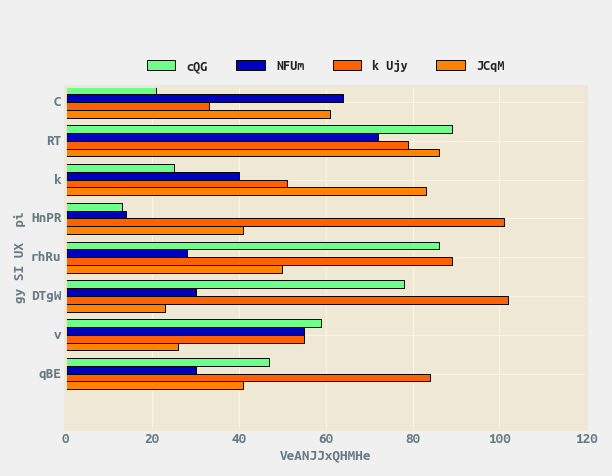 cQG NFUm k Ujy JCqM
C
RT
k
HnPR
rhRu
DTgW
v
qBE
gy SI UX  pi
0 20 40 60 80 100 120
VeANJJxQHMHe